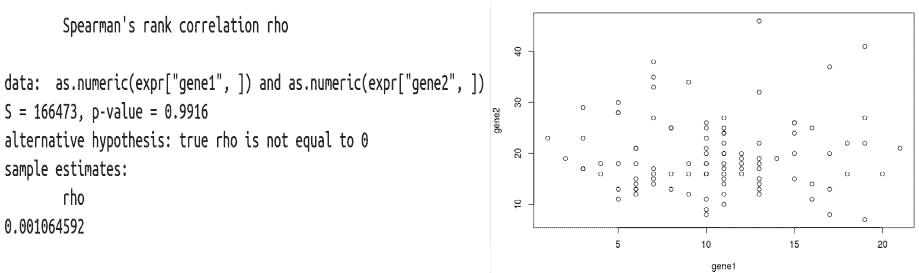 Spearman's rank correlation rho
data: as.numeric(expr["gene1", ]) and as.numeric(expr["gene2", ])
S = 166473, p-value = 0.9916
alternative hypothesis: true rho is not equal to 0
sample estimates:
rho
0.001064592
gene2
40
30
20
10
5 10 15 20
gene1